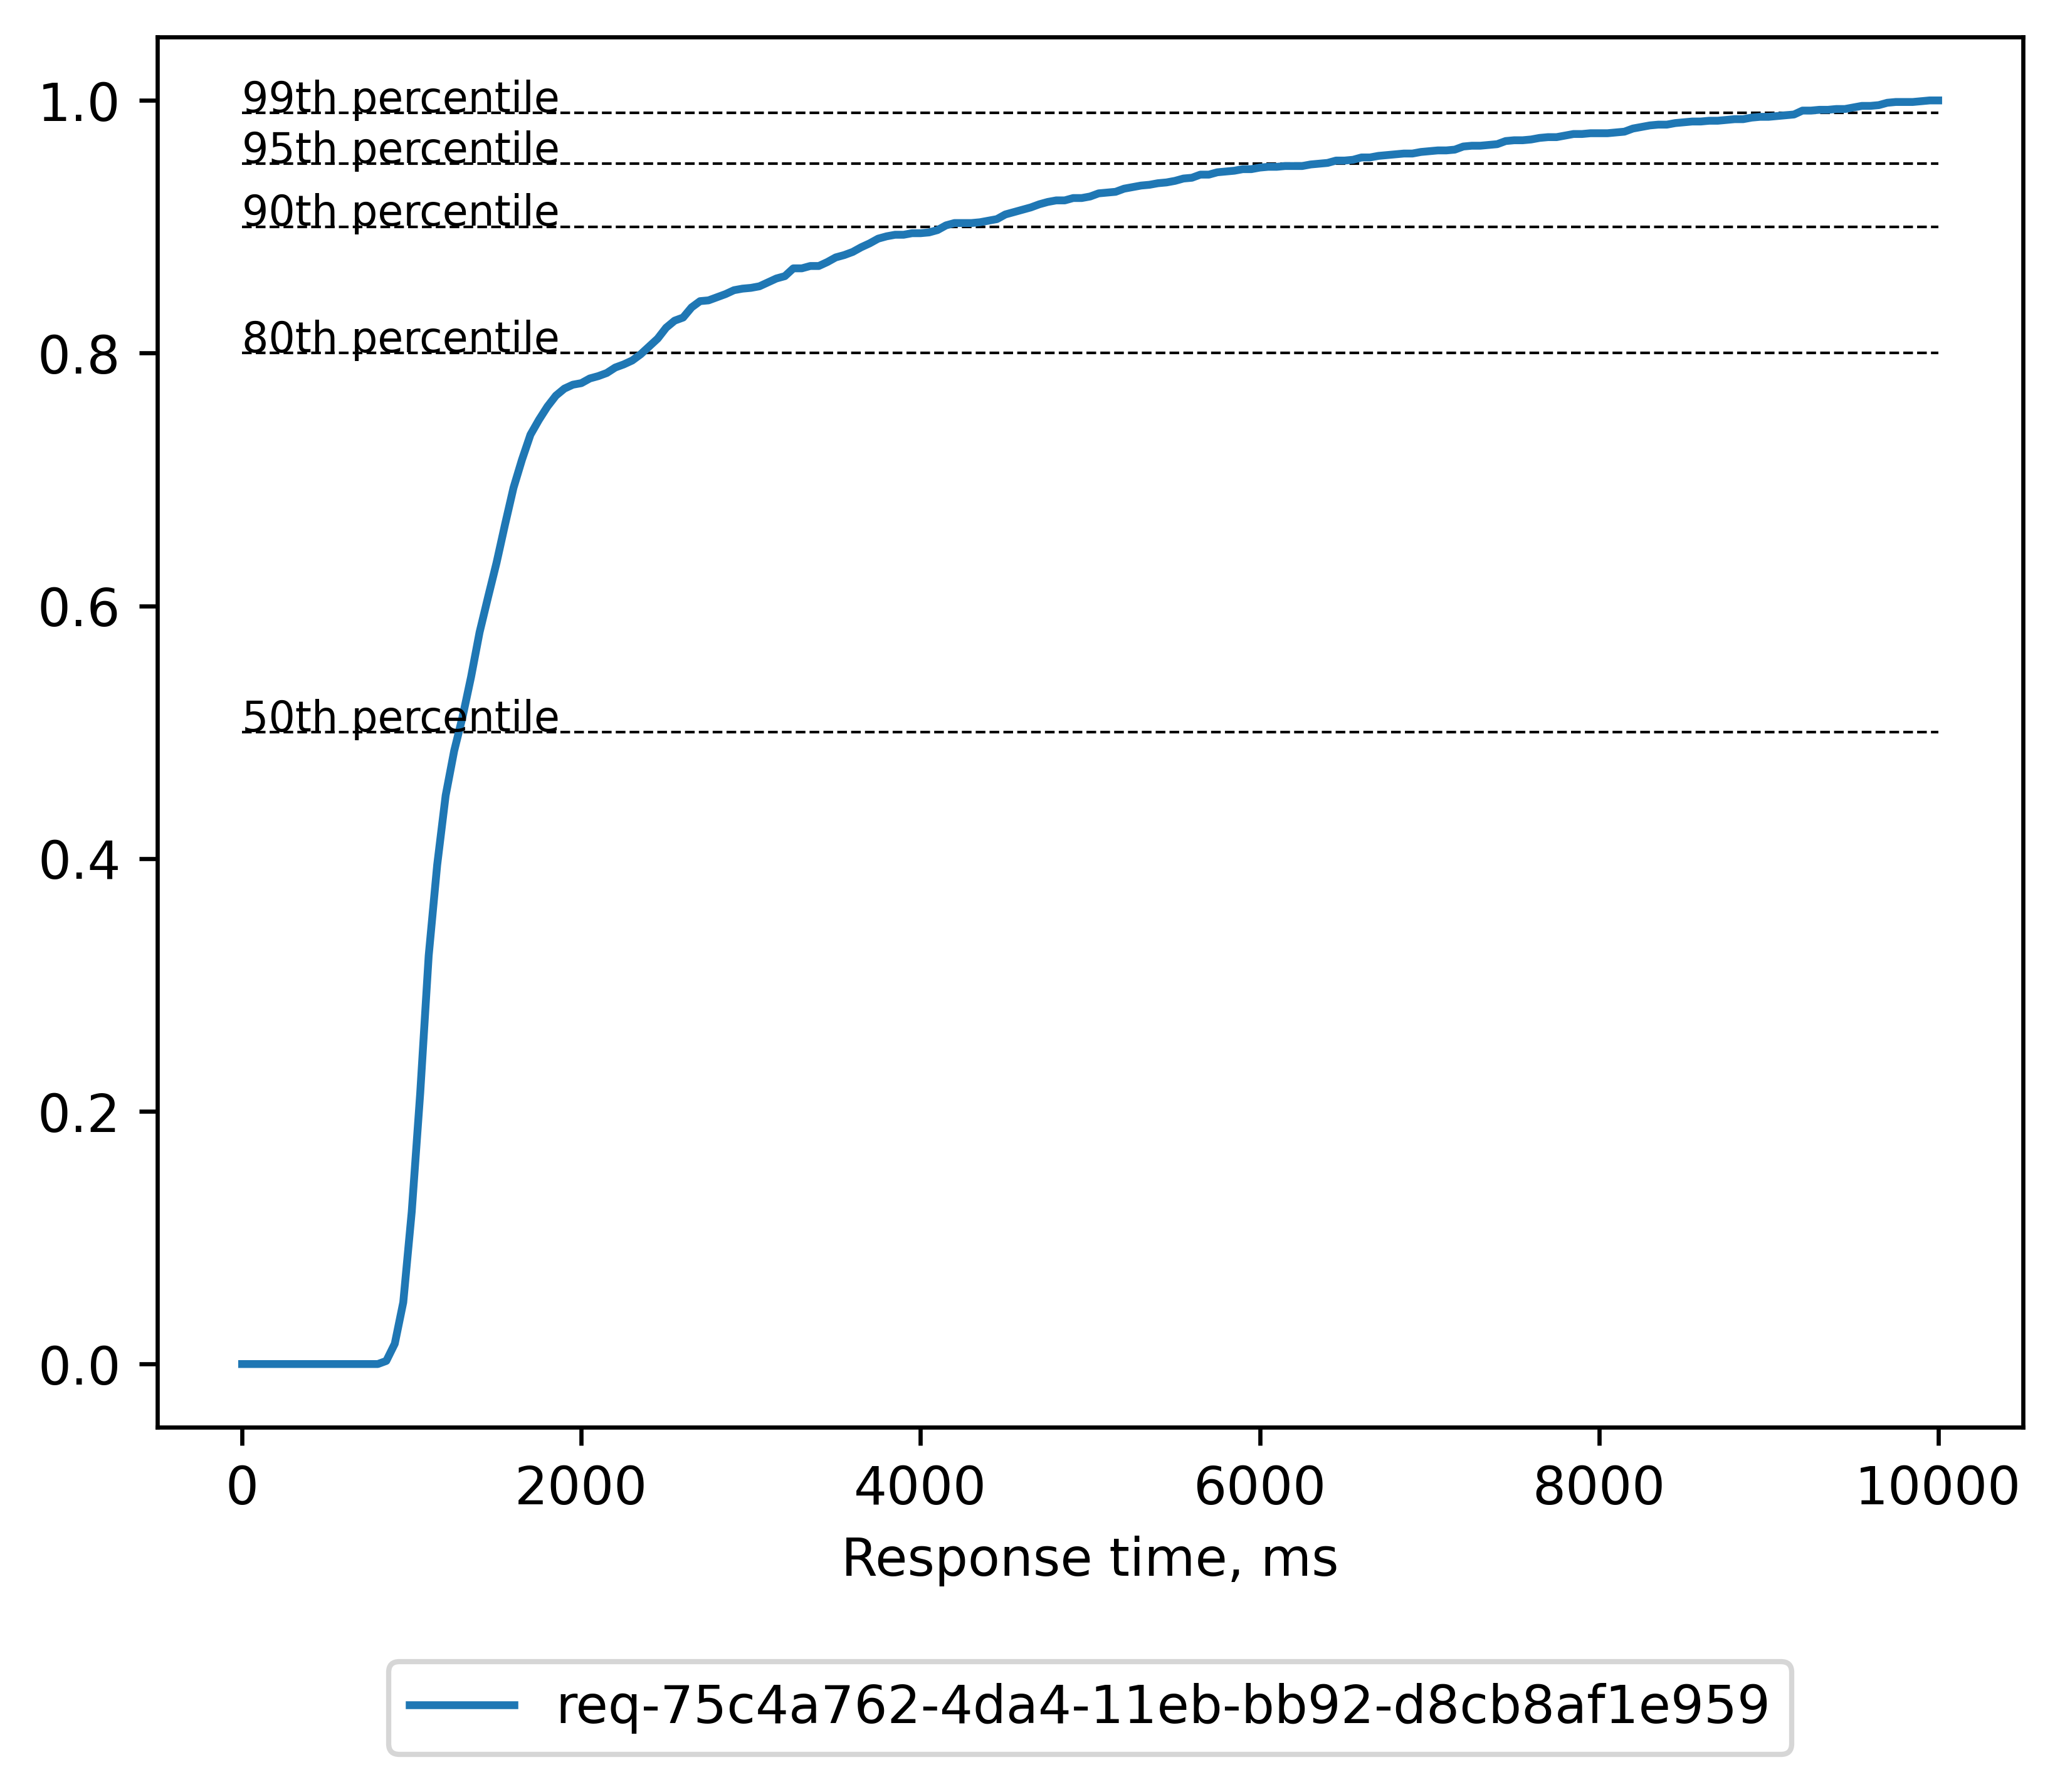 1.0
0.8
0.6
0.4
0.2
0.0
99th percentile
95th percentile
90th percentile
80th percentile
50th percentile
0 2000 4000 6000 8000 10000
Response time, ms
req-75c4a762-4da4-11eb-bb92-d8cb8af1e959